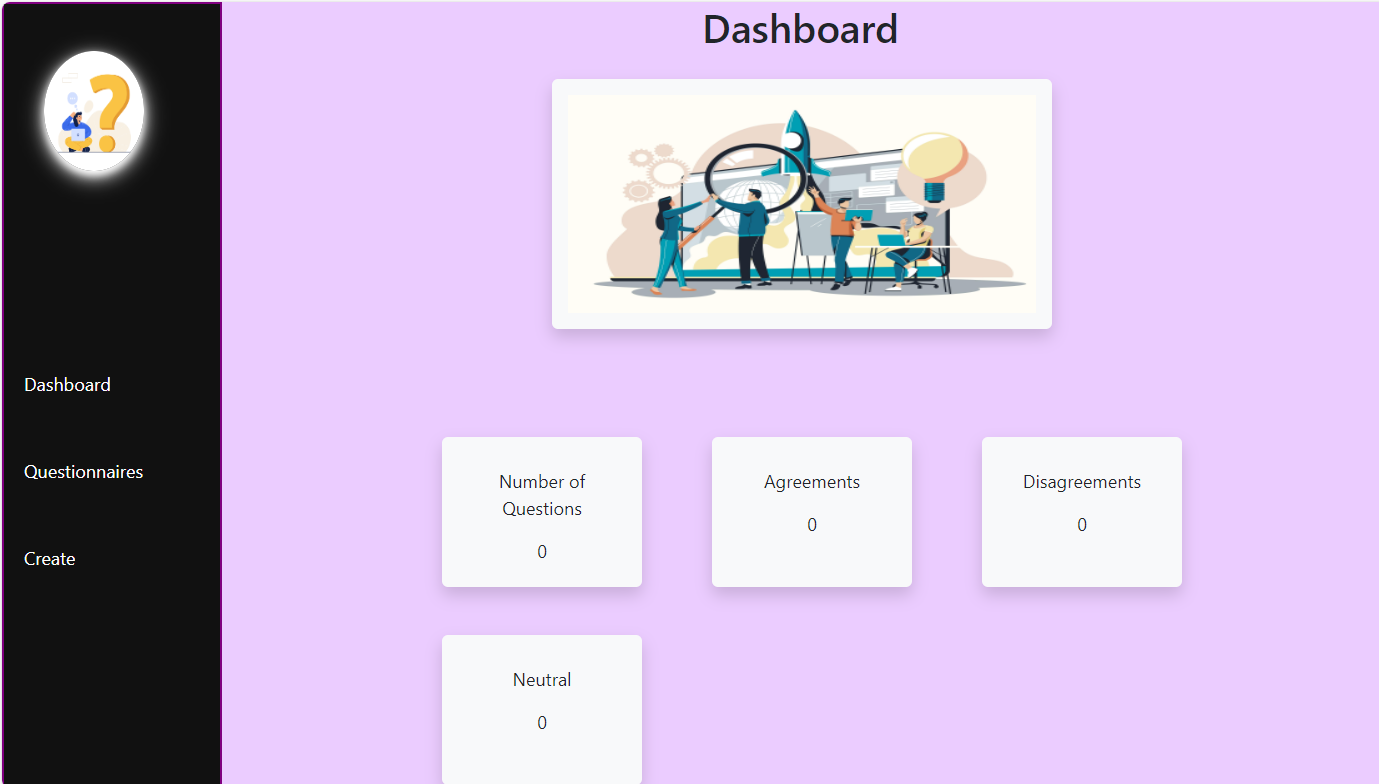 Dashboard
Dashboard
Questionnaires
Create
Number of
Questions
0
Agreements
0
Disagreements
0
Neutral
0